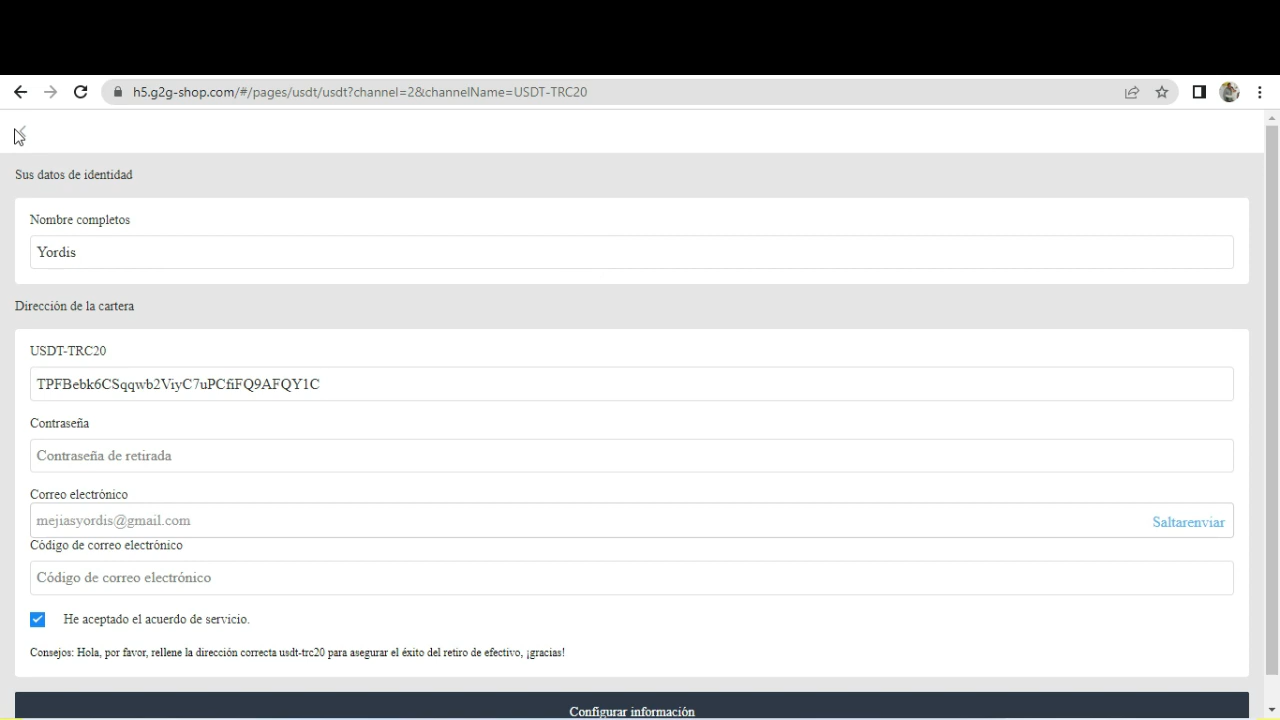 h5.g2g-shop.com/#/pages/usdt/usdt?channel=2&channelName=USDT-TRC20
Sus datos de identidad
Nombre completos
Yordis
Dirección de la cartera
USDT-TRC20
TPFBebk6CSqqwb2ViyC7uPCfiFQ9AFQY1C
Contraseña
Contraseña de retirada
Correo electrónico
mejiasyordis@gmail.com
Saltarenviar
Código de correo electrónico
Código de correo electrónico
He aceptado el acuerdo de servicio.
Consejos: Hola, por favor, rellene la dirección correcta usdt-trc20 para asegurar el éxito del retiro de efectivo, ¡gracias!
Configurar información